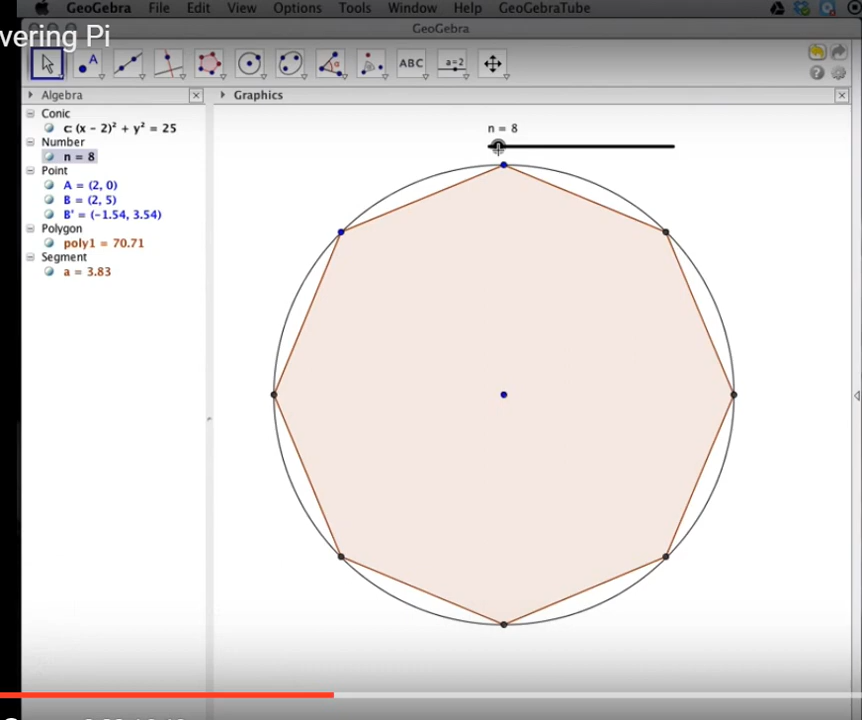 GeoGebra File Edit View Options Tools Window Help GeoGebraTube
GeoGebra
vering Pi
ABC
a=2
Algebra
Graphics
Conic
c: (x – 2)² + y² = 25
Number
n = 8
Point
A = (2, 0)
B = (2, 5)
B' = (–1.54, 3.54)
Polygon
poly1 = 70.71
Segment
a = 3.83
n = 8